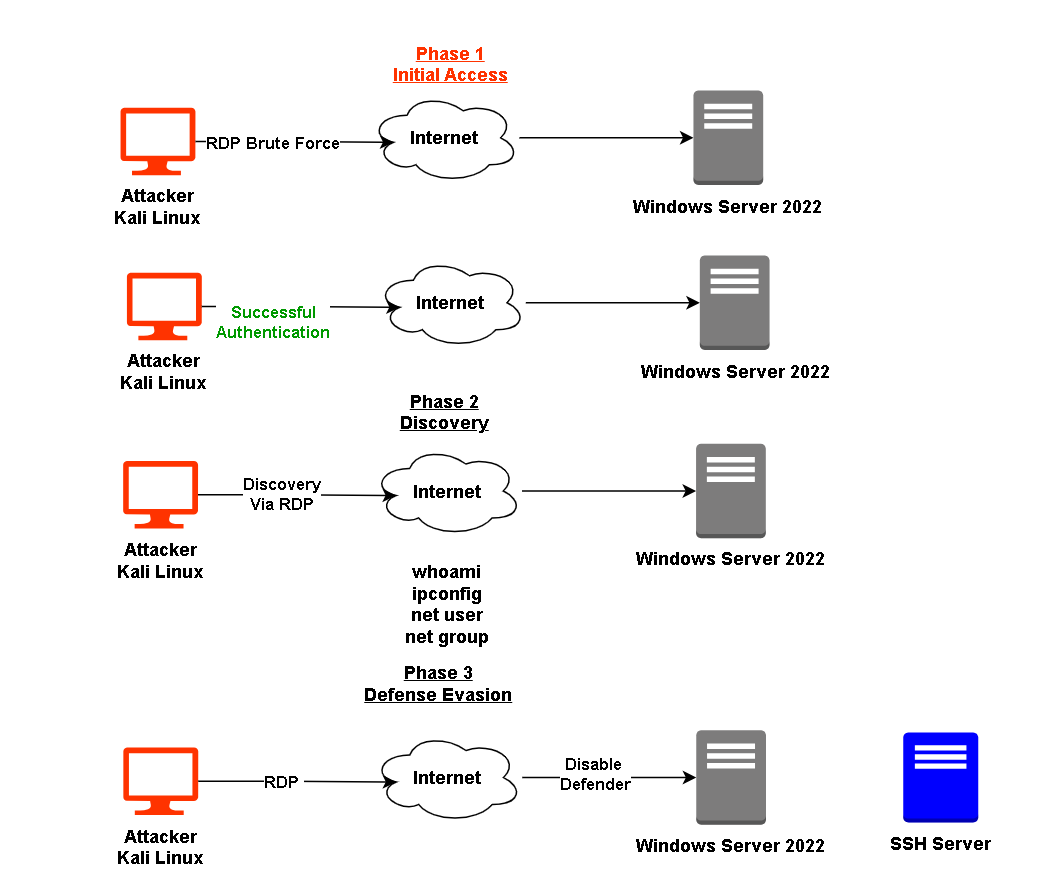 Phase 1
Initial Access
RDP Brute Force
Internet
Attacker
Kali Linux
Windows Server 2022
Successful
Authentication
Internet
Attacker
Kali Linux
Windows Server 2022
Phase 2
Discovery
Discovery
Via RDP
Internet
Attacker
Kali Linux
Windows Server 2022
whoami
ipconfig
net user
net group
Phase 3
Defense Evasion
RDP
Internet
Disable
Defender
Attacker
Kali Linux
Windows Server 2022
SSH Server